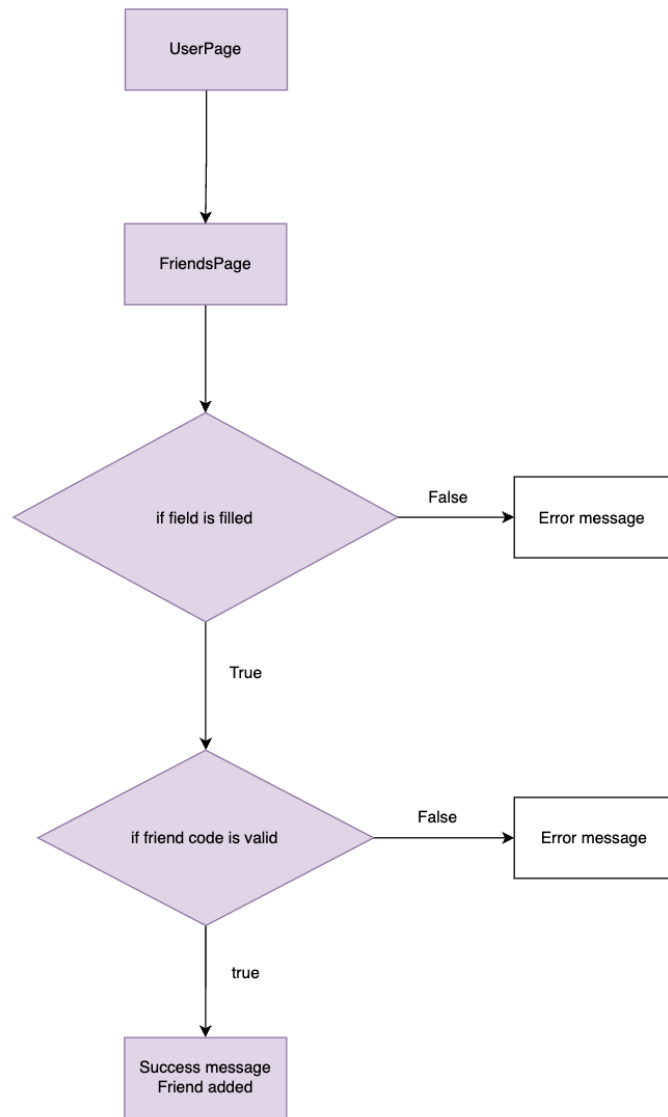 UserPage
FriendsPage
if field is filled
False
Error message
True
if friend code is valid
False
Error message
true
Success message
Friend added